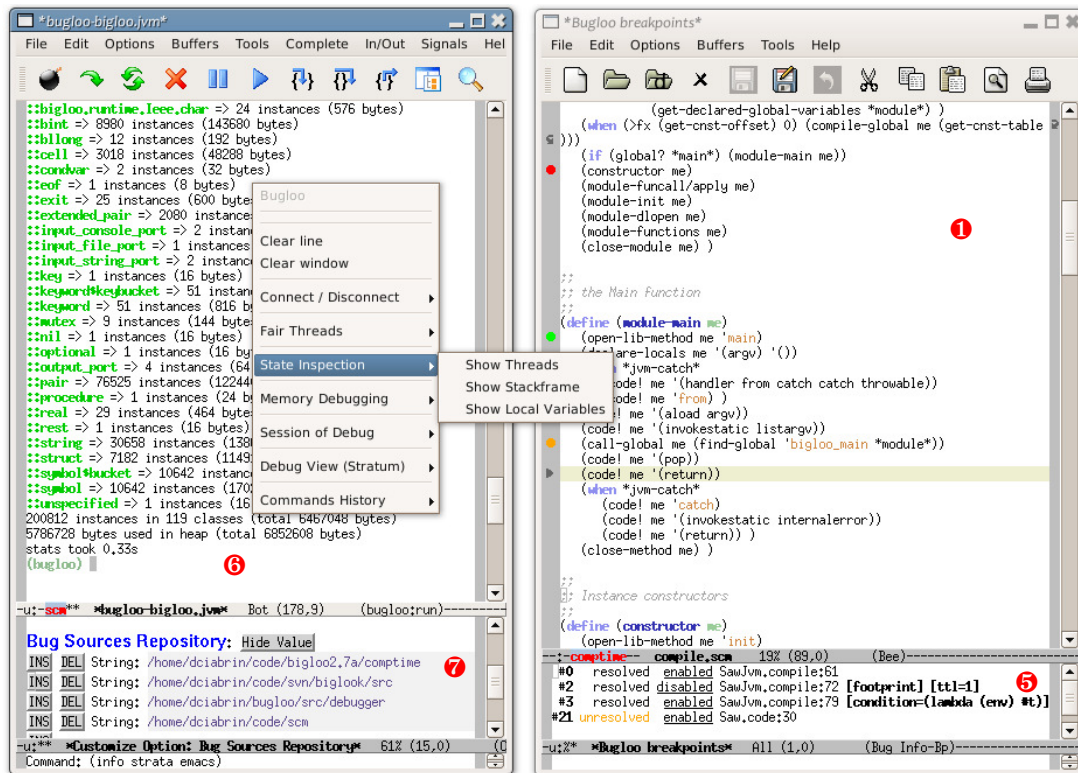 *bugloo-bigloo.jvm*
File Edit Options Buffers Tools Complete In/Out Signals Hel
::bigloo.runtime.Ieee.char => 24 instances (576 bytes)
::bint => 8980 instances (143680 bytes)
::bllong => 12 instances (192 bytes)
::cell => 3018 instances (48288 bytes)
::condvar => 2 instances (32 bytes)
::eof => 1 instances (8 bytes)
::exit => 25 instances (600 bytes)
::extended_pair => 2080 instances
::input_console_port => 2 instanc
::input_file_port => 1 instances
::input_string_port => 2 instanc
::key => 1 instances (16 bytes)
::keyword$keybucket => 51 instanc
::keyword => 51 instances (816 b
::mutex => 9 instances (144 byte
::nil => 1 instances (16 bytes)
::optional => 1 instances (16 by
::output_port => 4 instances (64
::pair => 76525 instances (12244
::procedure => 1 instances (24 b
::real => 29 instances (464 byte
::rest => 1 instances (16 bytes)
::string => 30658 instances (138
::struct => 7182 instances (1149
::symbol$bucket => 10642 instanc
::symbol => 10642 instances (170
::unspecified => 1 instances (16
200812 instances in 119 classes (total 6467048 bytes)
5786728 bytes used in heap (total 6852608 bytes)
stats took 0.33s
(bugloo)
6
Bugloo
Clear line
Clear window
Connect / Disconnect
Fair Threads
State Inspection
Memory Debugging
Session of Debug
Debug View (Stratum)
Commands History
Show Threads
Show Stackframe
Show Local Variables
-u:-scm** *bugloo-bigloo.jvm* Bot (178,9) (bugloo:run)--------
Bug Sources Repository: Hide Value
INS DEL String: /home/dciabrin/code/bigloo2.7a/comptime
INS DEL String: /home/dciabrin/code/svn/biglook/src
INS DEL String: /home/dciabrin/bugloo/src/debugger
INS DEL String: /home/dciabrin/code/scm
7
-u:** *Customize Option: Bug Sources Repository* 61% (15,0) (C
Command: (info strata emacs)
*Bugloo breakpoints*
File Edit Options Buffers Tools Help
(get-declared-global-variables *module*) )
(when (>fx (get-cnst-offset) 0) (compile-global me (get-cnst-table
)))
(if (global? *main*) (module-main me))
(constructor me)
(module-funcall/apply me)
(module-init me)
(module-dlopen me)
(module-functions me)
(close-module me) )
1
;;
;; the Main function
;;
(define (module-main me)
(open-lib-method me 'main)
(declare-locals me '(argv) '())
*jvm-catch*
code! me '(handler from catch catch throwable))
code! me 'from) )
ode! me '(aload argv))
(code! me '(invokestatic listargv))
(call-global me (find-global 'bigloo_main *module*))
(code! me '(pop))
(code! me '(return))
(when *jvm-catch*
(code! me 'catch)
(code! me '(invokestatic internalerror))
(code! me '(return)) )
(close-method me) )
;;
;; Instance constructors
;;
(define (constructor me)
(open-lib-method me 'init)
--:-comptime-- compile.scm 19% (89,0) (Bee)--------
#0 resolved enabled SawJvm.compile:61
#2 resolved disabled SawJvm.compile:72 [footprint] [ttl=1]
#3 resolved enabled SawJvm.compile:79 [condition=(lambda (env) #t)]
#21 unresolved enabled Saw.code:30
5
-u:%* *Bugloo breakpoints* All (1,0) (Bug Info-Bp)--------